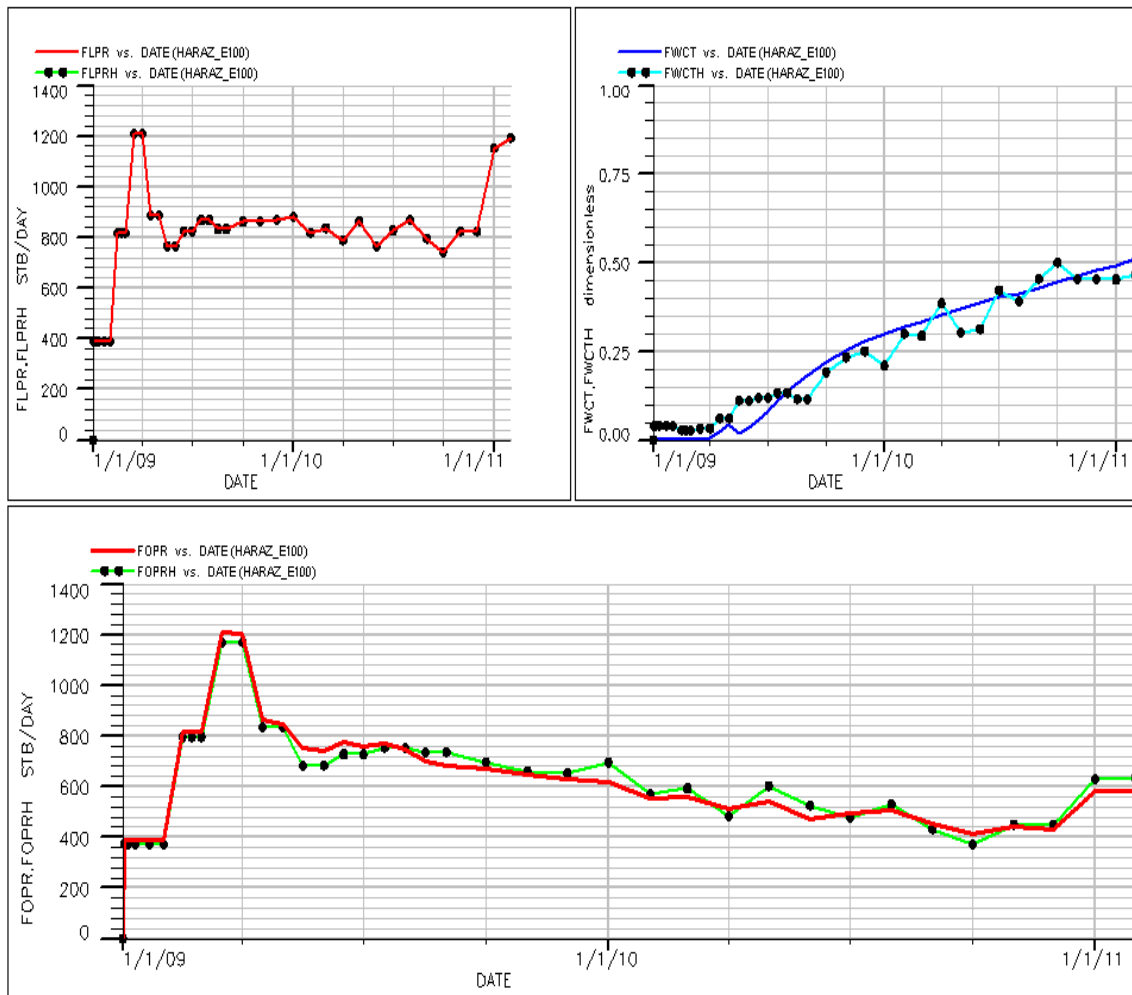 FLPR vs. DATE (HARAZ_E100)
FLPRH vs. DATE (HARAZ_E100)
1400
1200
1000
800
600
400
200
0
FLPR,FLPRH STB/DAY
1/1/09 1/1/10 1/1/11
DATE
FWCT vs. DATE (HARAZ_E100)
FWCTH vs. DATE (HARAZ_E100)
1.00
0.75
0.50
0.25
0.00
FWCT,FWCTH dimensionless
1/1/09 1/1/10 1/1/11
DATE
FOPR vs. DATE (HARAZ_E100)
FOPRH vs. DATE (HARAZ_E100)
1400
1200
1000
800
600
400
200
0
FOPR,FOPRH STB/DAY
1/1/09 1/1/10 1/1/11
DATE